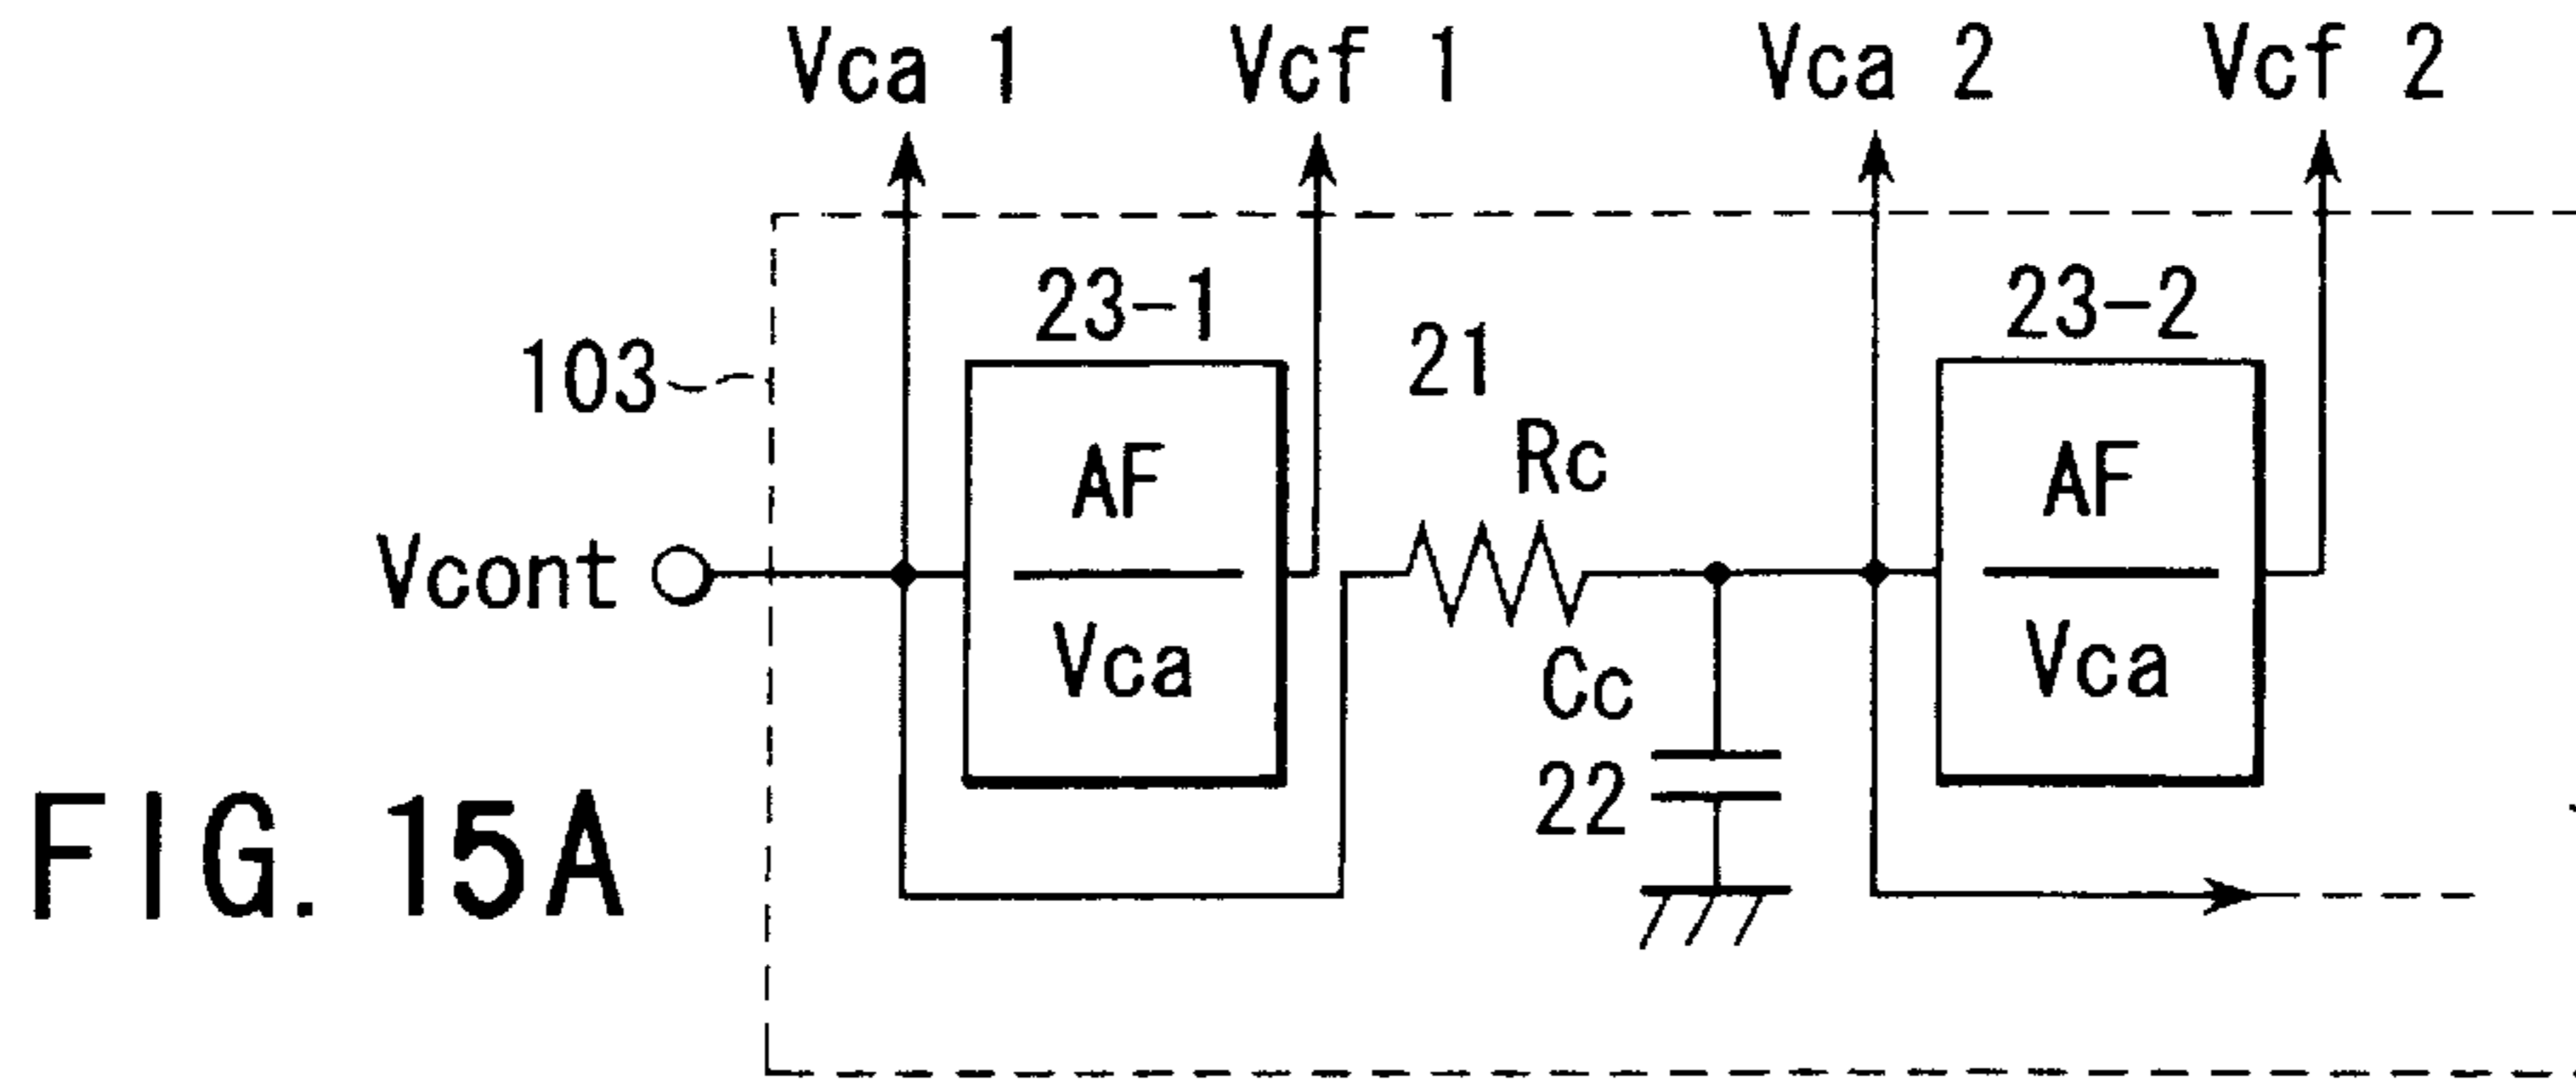 Vca 1 Vcf 1 Vca 2 Vcf 2
23-1
23-2
103
21
Rc
AF
Vca
AF
Vca
Vcont
Cc
22
FIG. 15A